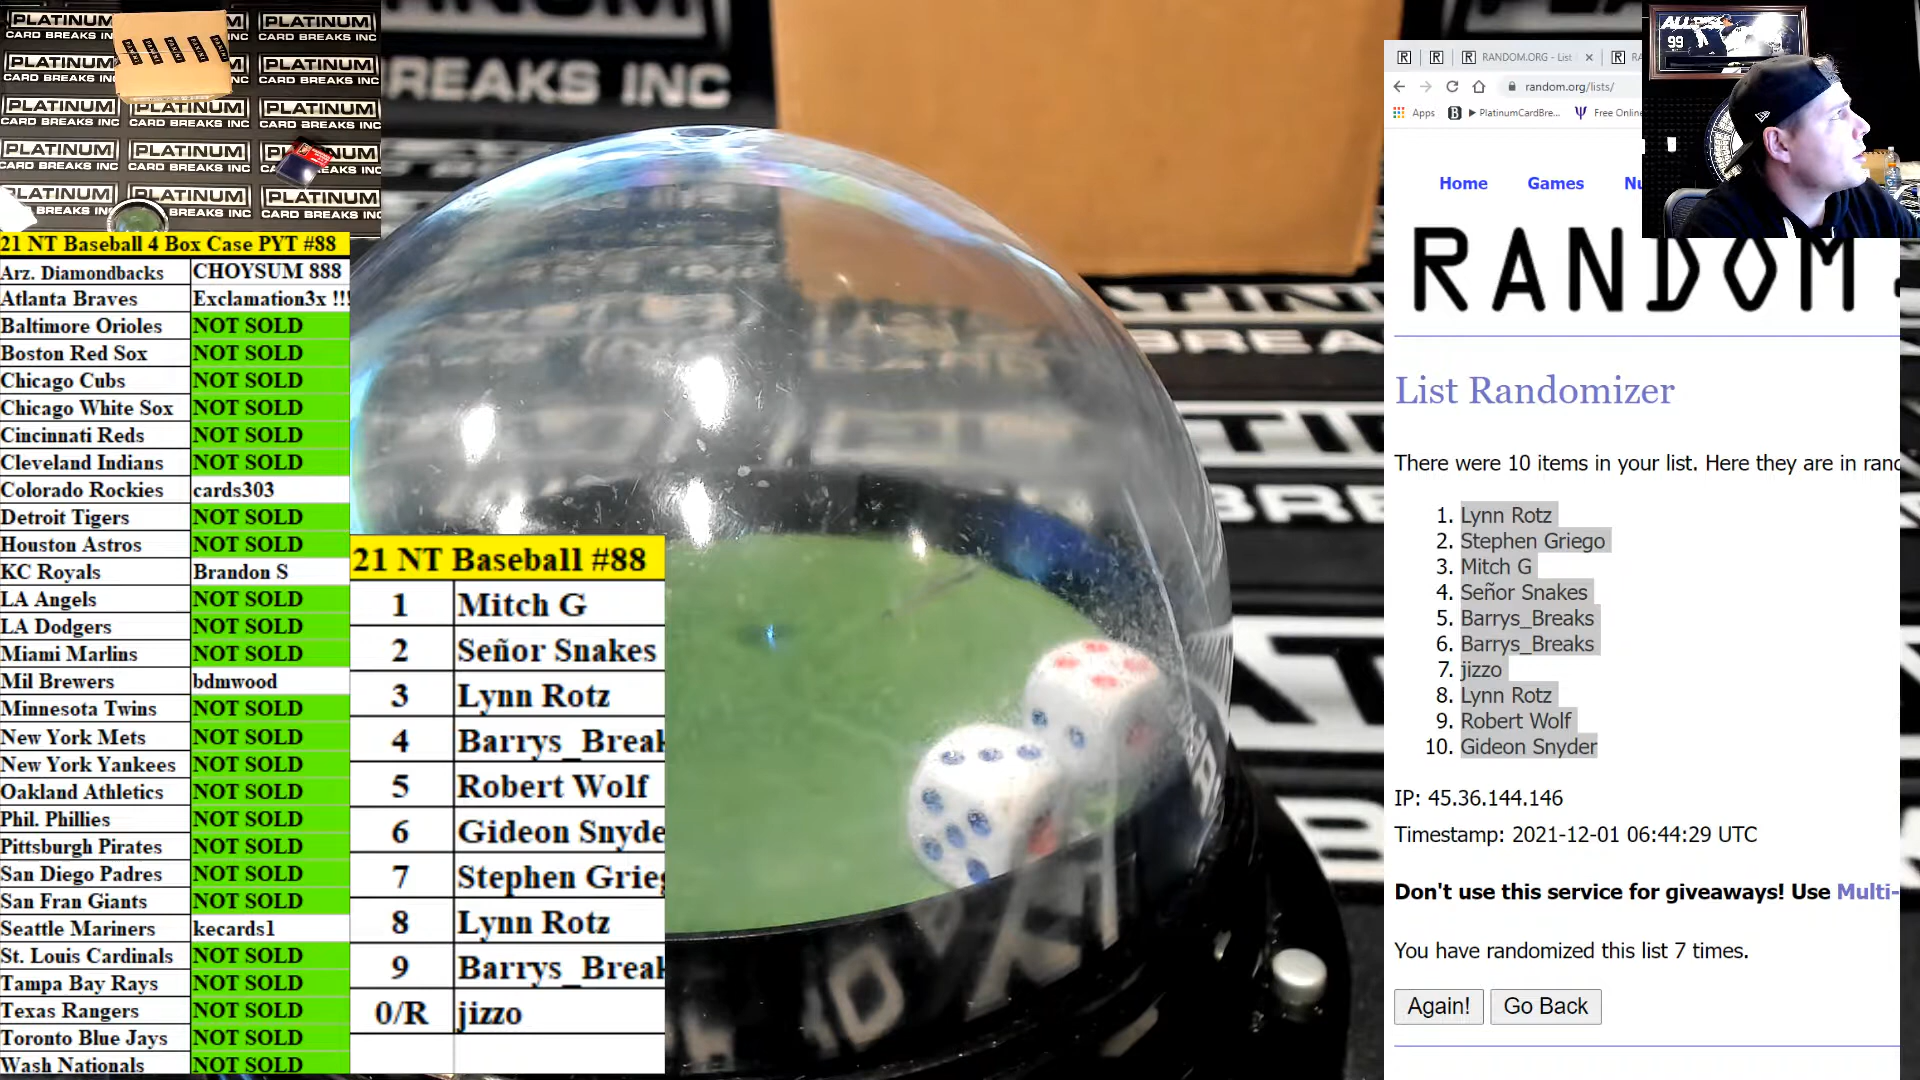 PLATINUM
CARD BREAKS INC
BREAKS INC
21 NT Baseball 4 Box Case PYT #88
Arz. Diamondbacks CHOYSUM 888
Atlanta Braves Exclamation3x !!!
Baltimore Orioles NOT SOLD
Boston Red Sox NOT SOLD
Chicago Cubs NOT SOLD
Chicago White Sox NOT SOLD
Cincinnati Reds NOT SOLD
Cleveland Indians NOT SOLD
Colorado Rockies cards303
Detroit Tigers NOT SOLD
Houston Astros NOT SOLD
KC Royals Brandon S
LA Angels NOT SOLD
LA Dodgers NOT SOLD
Miami Marlins NOT SOLD
Mil Brewers bdmwood
Minnesota Twins NOT SOLD
New York Mets NOT SOLD
New York Yankees NOT SOLD
Oakland Athletics NOT SOLD
Phil. Phillies NOT SOLD
Pittsburgh Pirates NOT SOLD
San Diego Padres NOT SOLD
San Fran Giants NOT SOLD
Seattle Mariners kecards1
St. Louis Cardinals NOT SOLD
Tampa Bay Rays NOT SOLD
Texas Rangers NOT SOLD
Toronto Blue Jays NOT SOLD
Wash Nationals NOT SOLD
21 NT Baseball #88
1 Mitch G
2 Señor Snakes
3 Lynn Rotz
4 Barrys_Break
5 Robert Wolf
6 Gideon Snyde
7 Stephen Grieg
8 Lynn Rotz
9 Barrys_Break
0/R jizzo
RANDOM.ORG - List
random.org/lists/
Apps PlatinumCardBre... Free Online
99
Home Games Nu
RANDOM
List Randomizer
There were 10 items in your list. Here they are in ranc
1. Lynn Rotz
2. Stephen Griego
3. Mitch G
4. Señor Snakes
5. Barrys_Breaks
6. Barrys_Breaks
7. jizzo
8. Lynn Rotz
9. Robert Wolf
10. Gideon Snyder
IP: 45.36.144.146
Timestamp: 2021-12-01 06:44:29 UTC
Don't use this service for giveaways! Use Multi-
You have randomized this list 7 times.
Again! Go Back